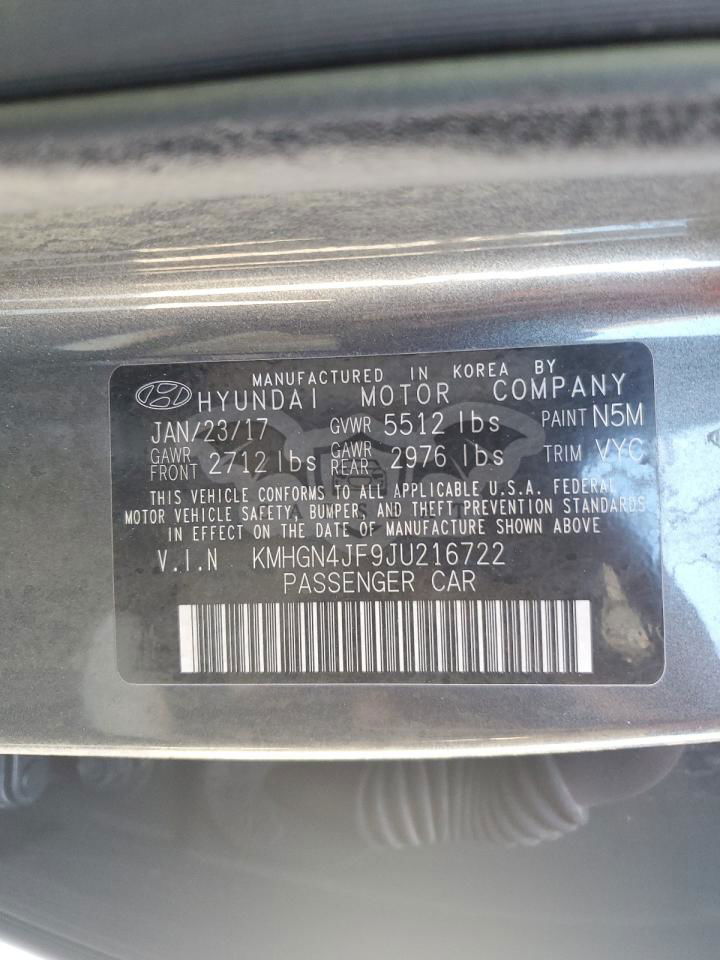 MANUFACTURED IN KOREA BY
HYUNDAI MOTOR COMPANY
JAN/23/17 GVWR 5512 lbs PAINT N5M
GAWR FRONT 2712 lbs GAWR REAR 2976 lbs TRIM VYC
THIS VEHICLE CONFORMS TO ALL APPLICABLE U.S.A. FEDERAL
MOTOR VEHICLE SAFETY, BUMPER, AND THEFT PREVENTION STANDARDS
IN EFFECT ON THE DATE OF MANUFACTURE SHOWN ABOVE
V.I.N KMHGN4JF9JU216722
PASSENGER CAR